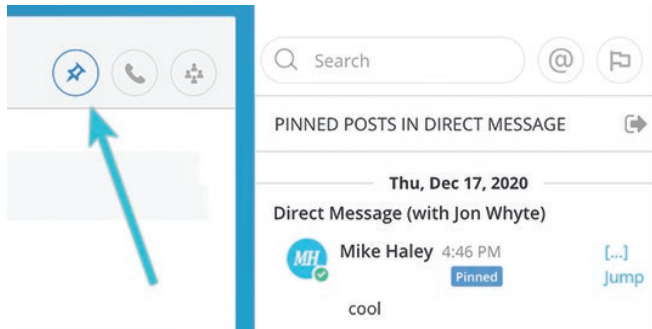 Search
@
PINNED POSTS IN DIRECT MESSAGE
Thu, Dec 17, 2020
Direct Message (with Jon Whyte)
MH Mike Haley 4:46 PM [...]
Pinned Jump
cool